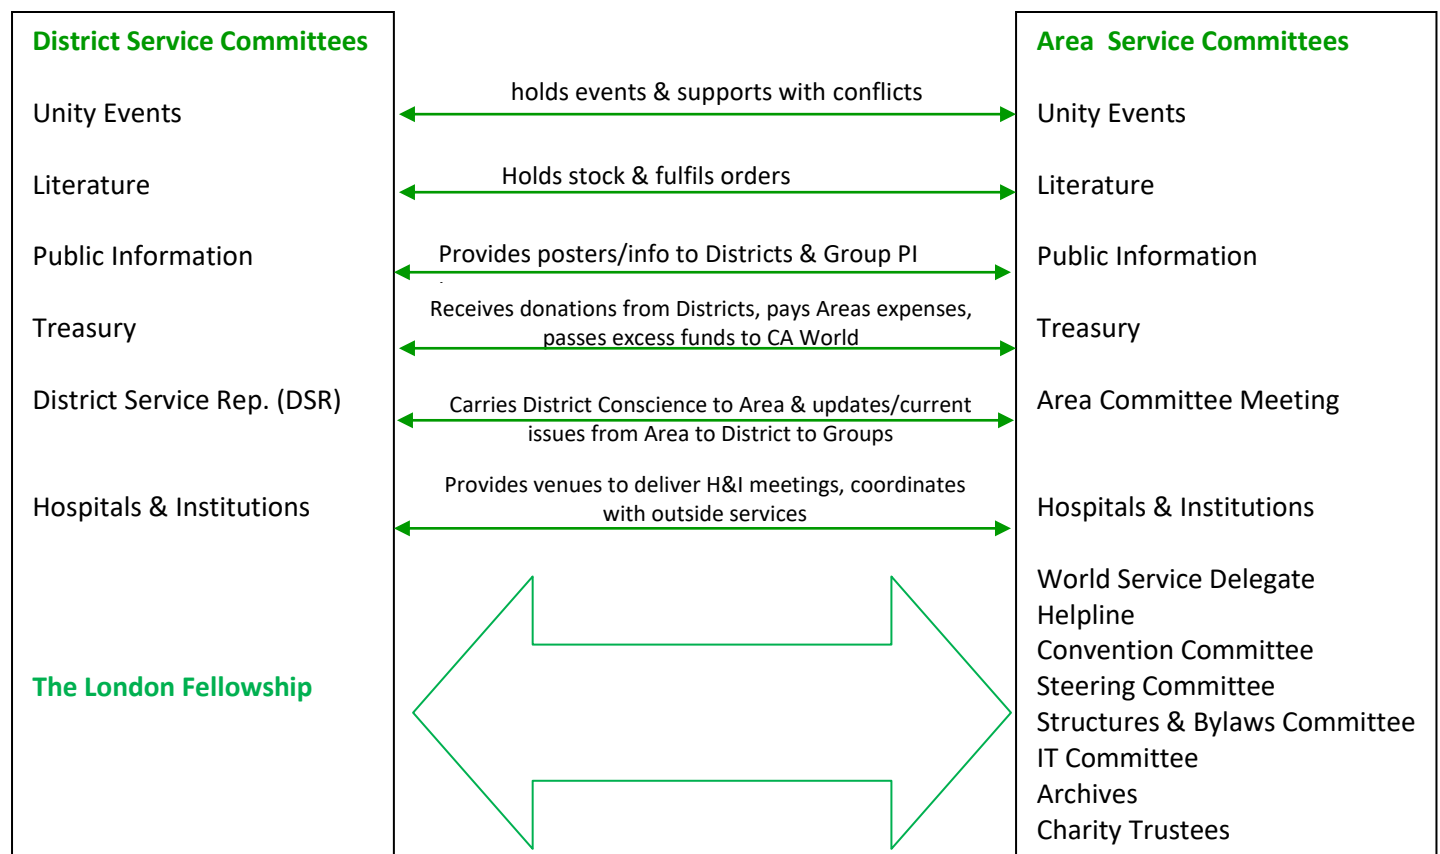 District Service Committees
Area  Service Committees
holds events & supports with conflicts
Unity Events
Unity Events
Holds stock & fulfils orders
Literature
Literature
Provides posters/info to Districts & Group PI
Public Information
Public Information
Receives donations from Districts, pays Areas expenses,
passes excess funds to CA World
Treasury
Treasury
District Service Rep. (DSR)
Carries District Conscience to Area & updates/current
issues from Area to District to Groups
Area Committee Meeting
Provides venues to deliver H&I meetings, coordinates
with outside services
Hospitals & Institutions
Hospitals & Institutions
World Service Delegate
Helpline
Convention Committee
The London Fellowship
Steering Committee
Structures & Bylaws Committee
IT Committee
Archives
Charity Trustees